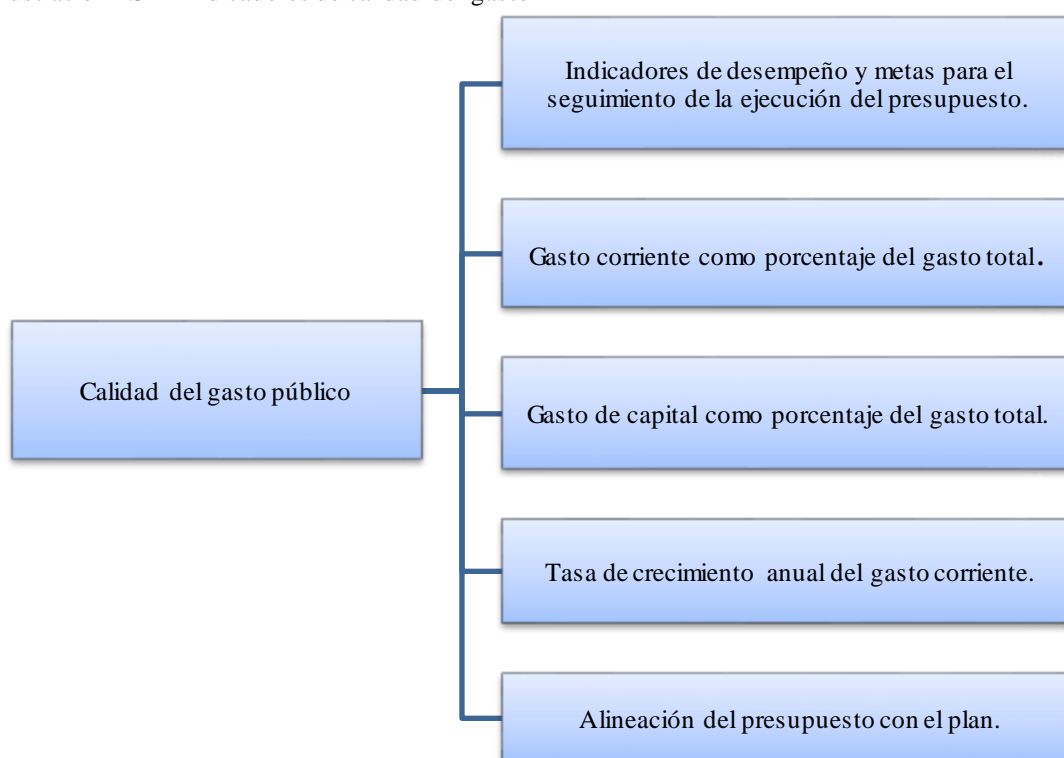 Indicadores de desempeño y metas para el
seguimiento de la ejecución del presupuesto.
Gasto corriente como porcentaje del gasto total.
Calidad del gasto público
Gasto de capital como porcentaje del gasto total.
Tasa de crecimiento anual del gasto corriente.
Alineación del presupuesto con el plan.